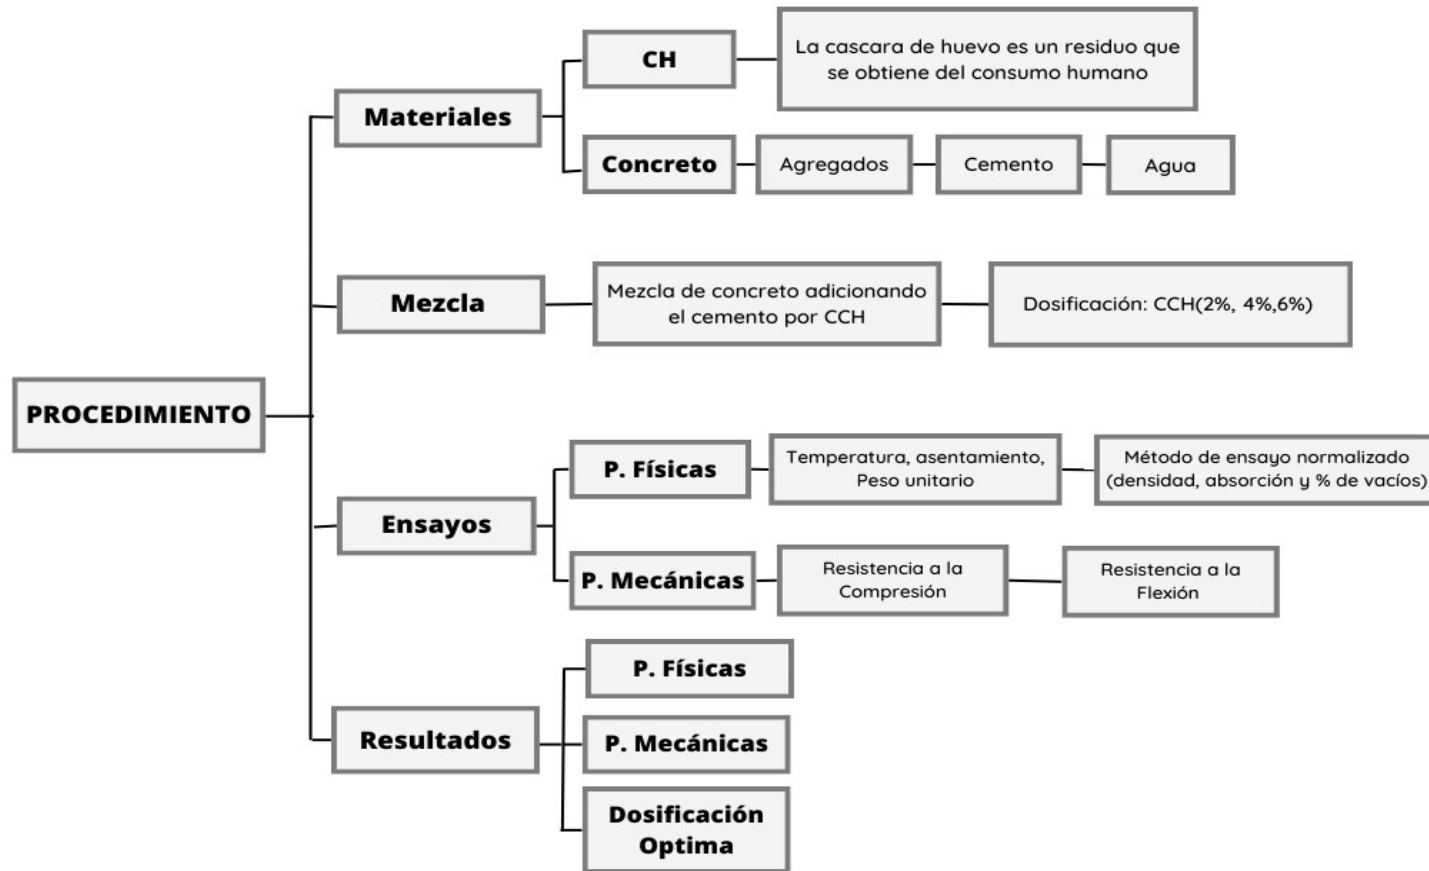 PROCEDIMIENTO
Materiales
CH
La cascara de huevo es un residuo que
se obtiene del consumo humano
Concreto
Agregados
Cemento
Agua
Mezcla
Mezcla de concreto adicionando
el cemento por CCH
Dosificación: CCH(2%, 4%,6%)
Ensayos
P. Físicas
Temperatura, asentamiento,
Peso unitario
Método de ensayo normalizado
(densidad, absorción y % de vacíos)
P. Mecánicas
Resistencia a la
Compresión
Resistencia a la
Flexión
Resultados
P. Físicas
P. Mecánicas
Dosificación
Optima